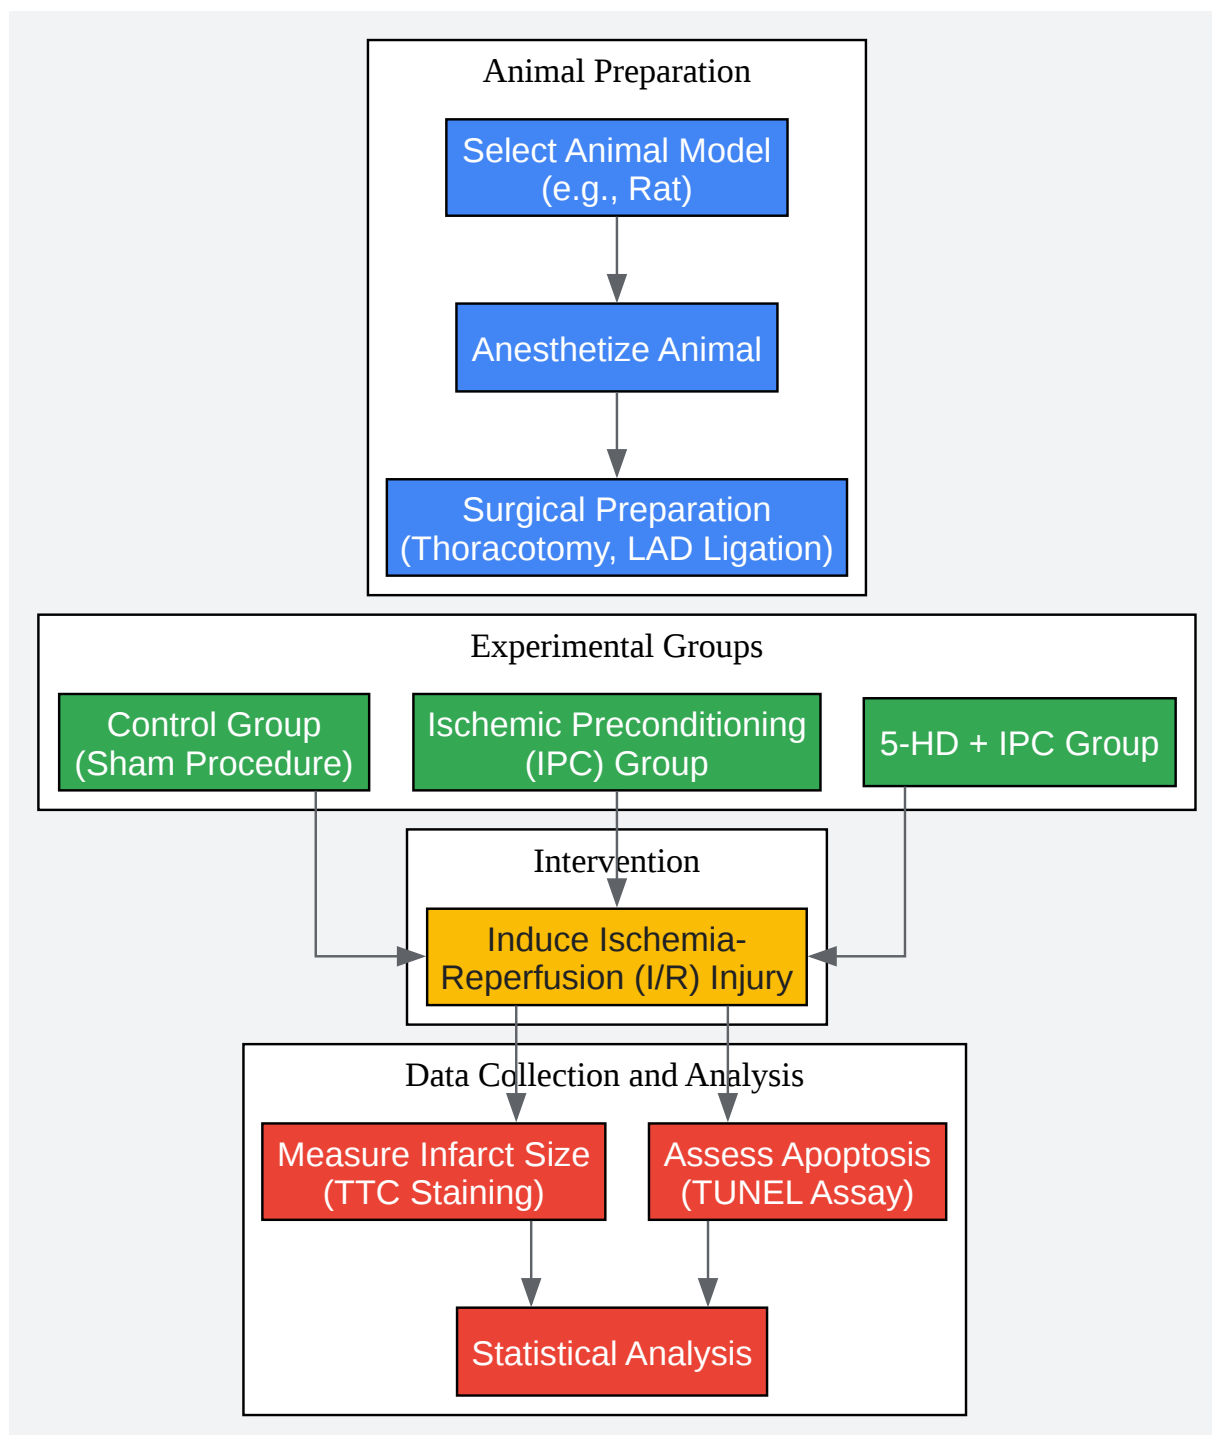 Animal Preparation
Select Animal Model
(e.g., Rat)
Anesthetize Animal
Surgical Preparation
(Thoracotomy, LAD Ligation)
Experimental Groups
Control Group
(Sham Procedure)
Ischemic Preconditioning
(IPC) Group
5-HD + IPC Group
Intervention
Induce Ischemia-
Reperfusion (I/R) Injury
Data Collection and Analysis
Measure Infarct Size
(TTC Staining)
Assess Apoptosis
(TUNEL Assay)
Statistical Analysis